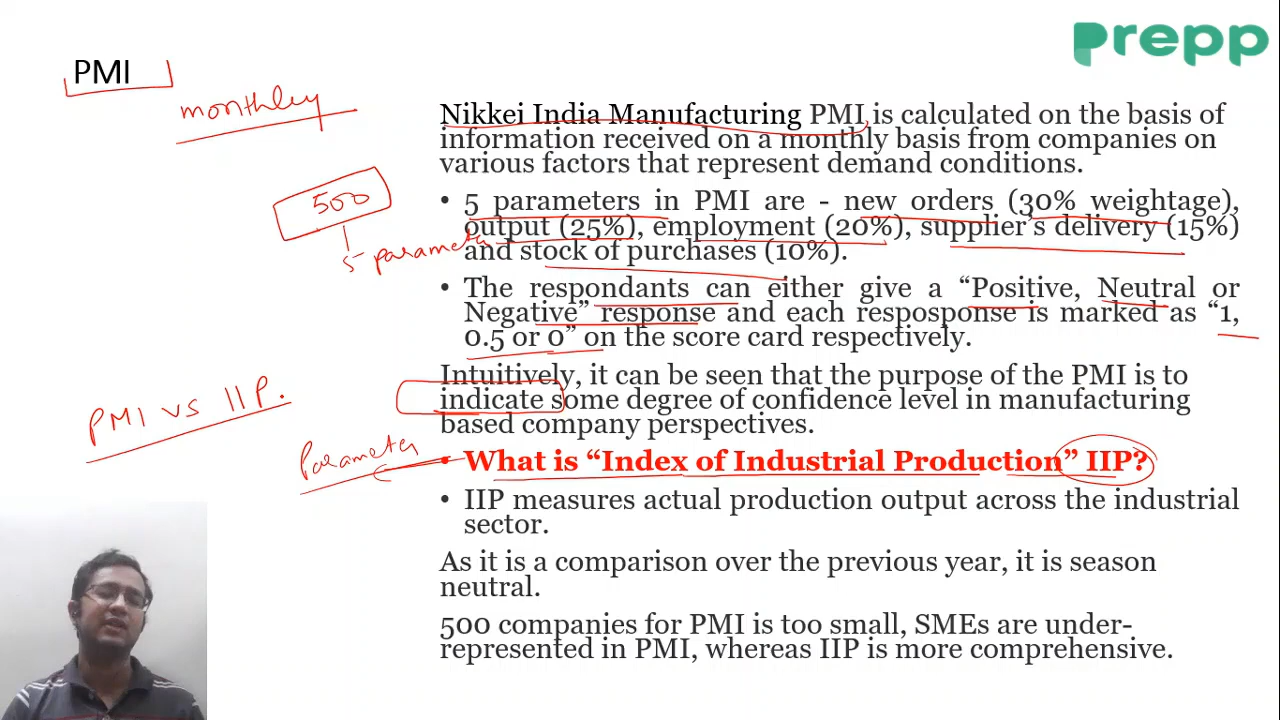 prepp
PMI
monthly
500
5 parameter
PMI vs IIP.
Parameter
Nikkei India Manufacturing PMI is calculated on the basis of
information received on a monthly basis from companies on
various factors that represent demand conditions.
• 5 parameters in PMI are - new orders (30% weightage),
output (25%), employment (20%), supplier's delivery (15%)
and stock of purchases (10%).
• The respondants can either give a “Positive, Neutral or
Negative” response and each resposponse is marked as “1,
0.5 or 0” on the score card respectively.
Intuitively, it can be seen that the purpose of the PMI is to
indicate some degree of confidence level in manufacturing
based company perspectives.
• What is “Index of Industrial Production” IIP?
• IIP measures actual production output across the industrial
sector.
As it is a comparison over the previous year, it is season
neutral.
500 companies for PMI is too small, SMEs are under-
represented in PMI, whereas IIP is more comprehensive.